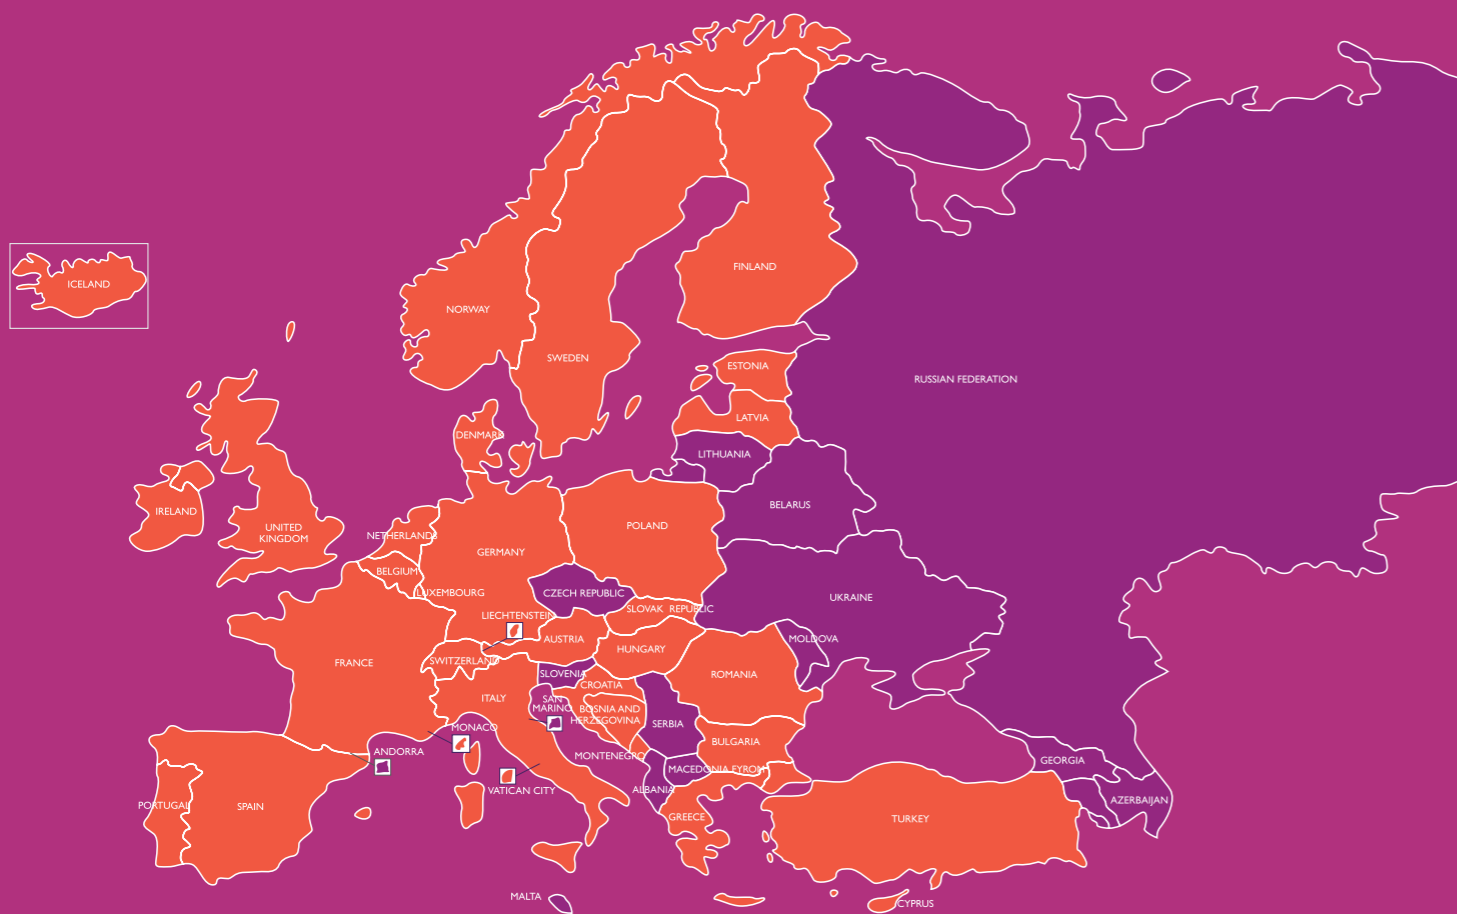 FINLAND
ICELAND
NORWAY
SWEDEN
ESTONIA
RUSSIAN FEDERATION
LATVIA
DENMARK
LITHUANIA
BELARUS
IRELAND
UNITED
KINGDOM
POLAND
NETHERLANDS
GERMANY
BELGIUM
LUXEMBOURG
CZECH REPUBLIC
UKRAINE
LIECHTENSTEIN
SLOVAK REPUBLIC
AUSTRIA
MOLDOVA
HUNGARY
FRANCE
SWITZERLAND
SLOVENIA
ROMANIA
CROATIA
ITALY
SAN
MARINO
BOSNIA AND
HERZEGOVINA
SERBIA
MONACO
BULGARIA
ANDORRA
MONTENEGRO
GEORGIA
MACEDONIA FYROM
VATICAN CITY
ALBANIA
AZERBAIJAN
PORTUGAL
SPAIN
GREECE
TURKEY
MALTA
CYPRUS